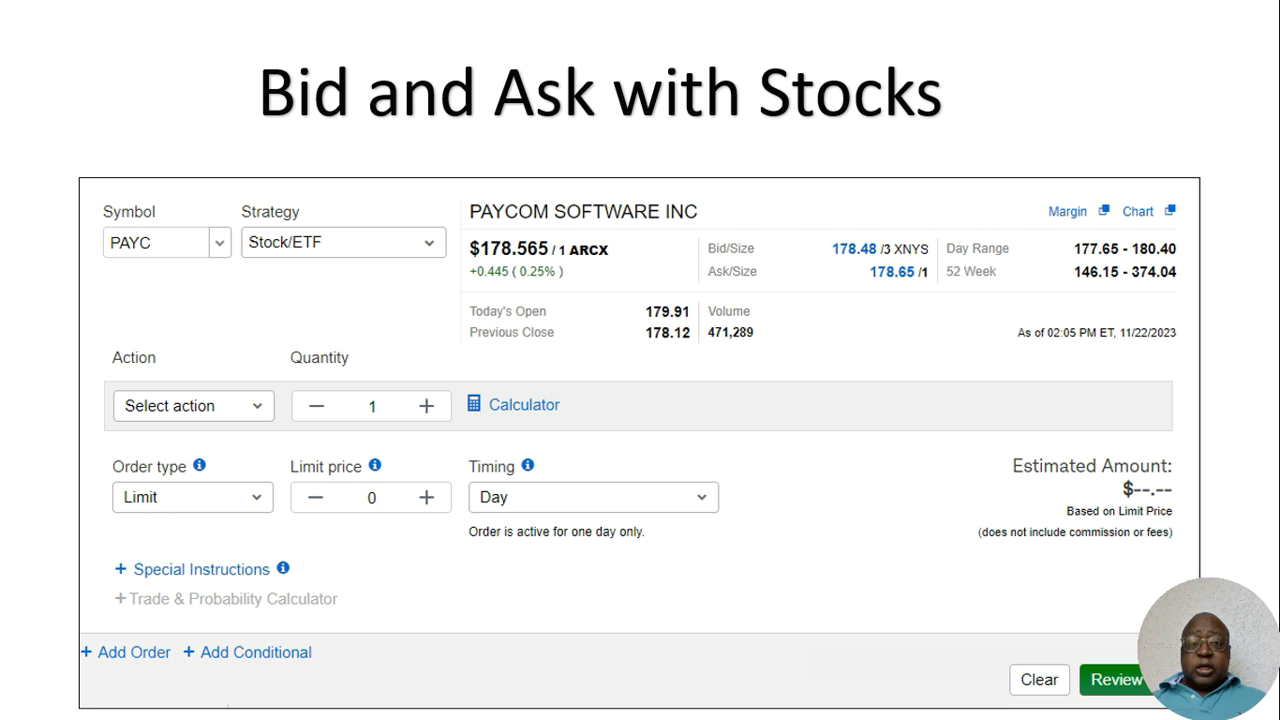 Bid and Ask with Stocks
Symbol Strategy
PAYC Stock/ETF
PAYCOM SOFTWARE INC Margin Chart
$178.565 / 1 ARCX
+0.445 ( 0.25% )
Bid/Size 178.48 /3 XNYS
Ask/Size 178.65 /1
Day Range 177.65 - 180.40
52 Week 146.15 - 374.04
Today's Open 179.91
Previous Close 178.12
Volume
471,289
As of 02:05 PM ET, 11/22/2023
Action Quantity
Select action − 1 + Calculator
Order type Limit price Timing
Limit − 0 + Day
Order is active for one day only.
Estimated Amount:
$--.--
Based on Limit Price
(does not include commission or fees)
+ Special Instructions
+ Trade & Probability Calculator
+ Add Order + Add Conditional
Clear Review